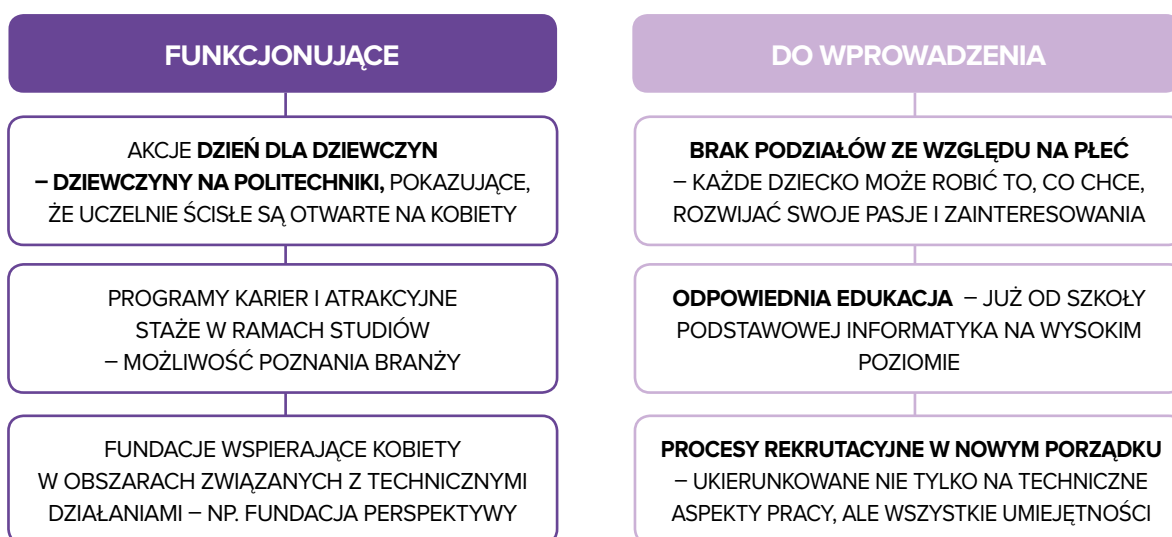 FUNKCJONUJĄCE
AKCJE DZIEŃ DLA DZIEWCZYN
– DZIEWCZYNY NA POLITECHNIKI, POKAZUJĄCE,
ŻE UCZELNIE ŚCISŁE SĄ OTWARTE NA KOBIETY
PROGRAMY KARIER I ATRAKCYJNE
STAŻE W RAMACH STUDIÓW
– MOŻLIWOŚĆ POZNANIA BRANŻY
FUNDACJE WSPIERAJĄCE KOBIETY
W OBSZARACH ZWIĄZANYCH Z TECHNICZNYMI
DZIAŁANIAMI – NP. FUNDACJA PERSPEKTYWY
DO WPROWADZENIA
BRAK PODZIAŁÓW ZE WZGLĘDU NA PŁEĆ
– KAŻDE DZIECKO MOŻE ROBIĆ TO, CO CHCE,
ROZWIJAĆ SWOJE PASJE I ZAINTERESOWANIA
ODPOWIEDNIA EDUKACJA – JUŻ OD SZKOŁY
PODSTAWOWEJ INFORMATYKA NA WYSOKIM
POZIOMIE
PROCESY REKRUTACYJNE W NOWYM PORZĄDKU
– UKIERUNKOWANE NIE TYLKO NA TECHNICZNE
ASPEKTY PRACY, ALE WSZYSTKIE UMIEJĘTNOŚCI